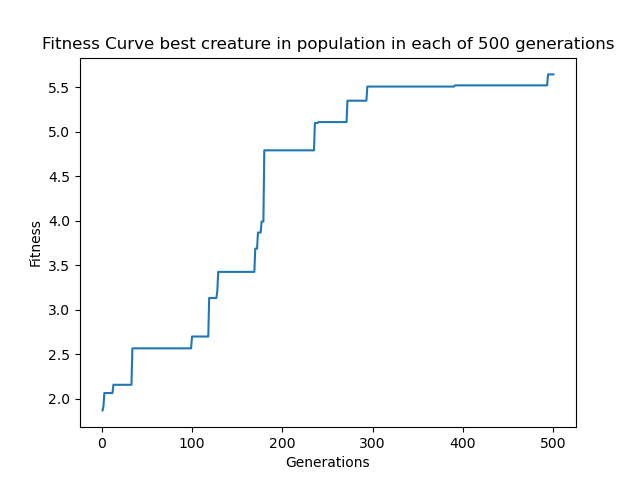 Fitness Curve best creature in population in each of 500 generations
Fitness
5.5
5.0
4.5
4.0
3.5
3.0
2.5
2.0
0 100 200 300 400 500
Generations